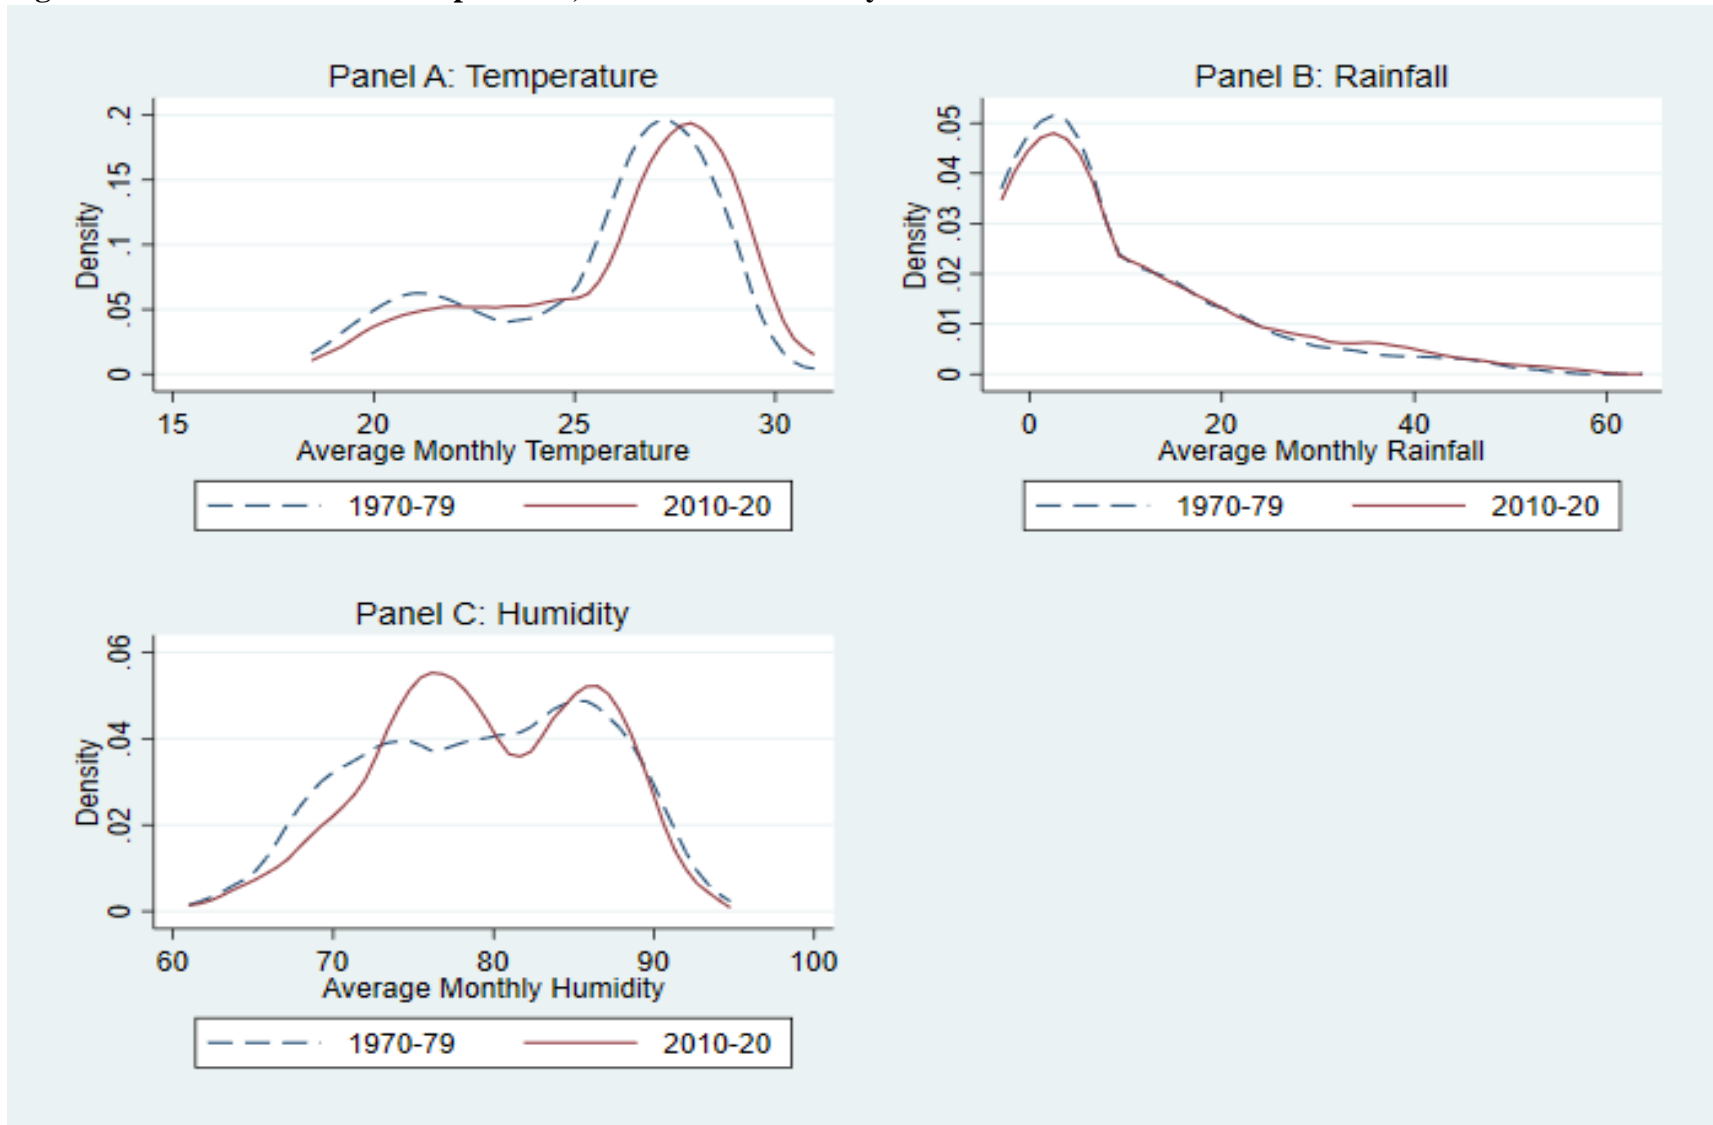 Panel A: Temperature
.2
.15
.1
.05
0
Density
15 20 25 30
Average Monthly Temperature
1970-79 2010-20
Panel B: Rainfall
.05
.04
.03
.02
.01
0
Density
0 20 40 60
Average Monthly Rainfall
1970-79 2010-20
Panel C: Humidity
.06
.04
.02
0
Density
60 70 80 90 100
Average Monthly Humidity
1970-79 2010-20